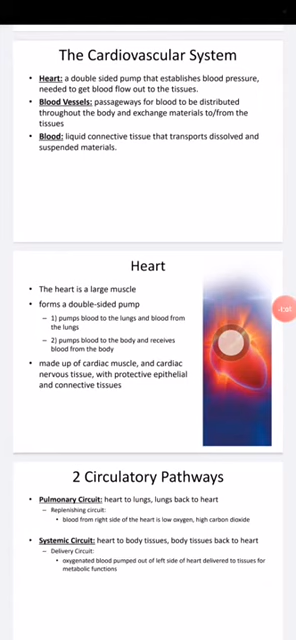 The Cardiovascular System
• Heart: a double sided pump that establishes blood pressure,
needed to get blood flow out to the tissues.
• Blood Vessels: passageways for blood to be distributed
throughout the body and exchange materials to/from the
tissues
• Blood: liquid connective tissue that transports dissolved and
suspended materials.
Heart
• The heart is a large muscle
• forms a double-sided pump
– 1) pumps blood to the lungs and blood from
the lungs
– 2) pumps blood to the body and receives
blood from the body
• made up of cardiac muscle, and cardiac
nervous tissue, with protective epithelial
and connective tissues
2 Circulatory Pathways
• Pulmonary Circuit: heart to lungs, lungs back to heart
– Replenishing circuit:
• blood from right side of the heart is low oxygen, high carbon dioxide
• Systemic Circuit: heart to body tissues, body tissues back to heart
– Delivery Circuit:
• oxygenated blood pumped out of left side of heart delivered to tissues for
metabolic functions